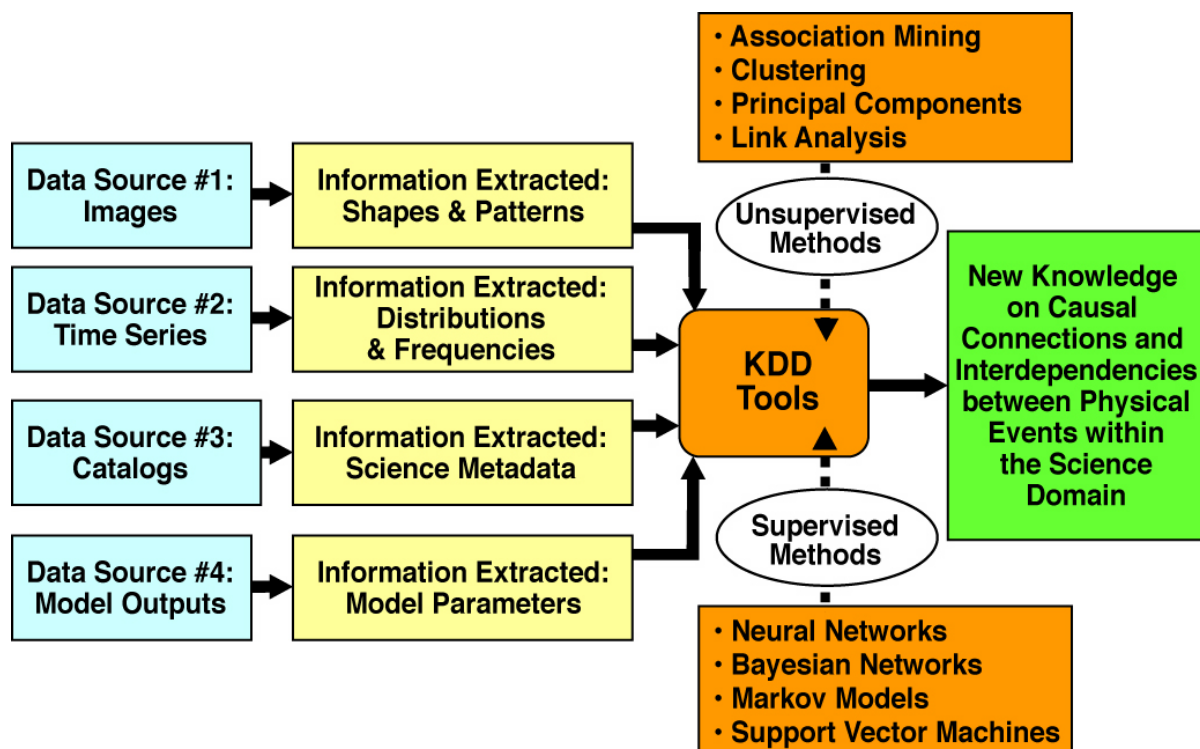 • Association Mining
• Clustering
• Principal Components
• Link Analysis
Data Source #1:
Images
Information Extracted:
Shapes & Patterns
Unsupervised
Methods
Data Source #2:
Time Series
Information Extracted:
Distributions
& Frequencies
KDD
Tools
New Knowledge
on Causal
Connections and
Interdependencies
between Physical
Events within
the Science
Domain
Data Source #3:
Catalogs
Information Extracted:
Science Metadata
Supervised
Methods
Data Source #4:
Model Outputs
Information Extracted:
Model Parameters
• Neural Networks
• Bayesian Networks
• Markov Models
• Support Vector Machines